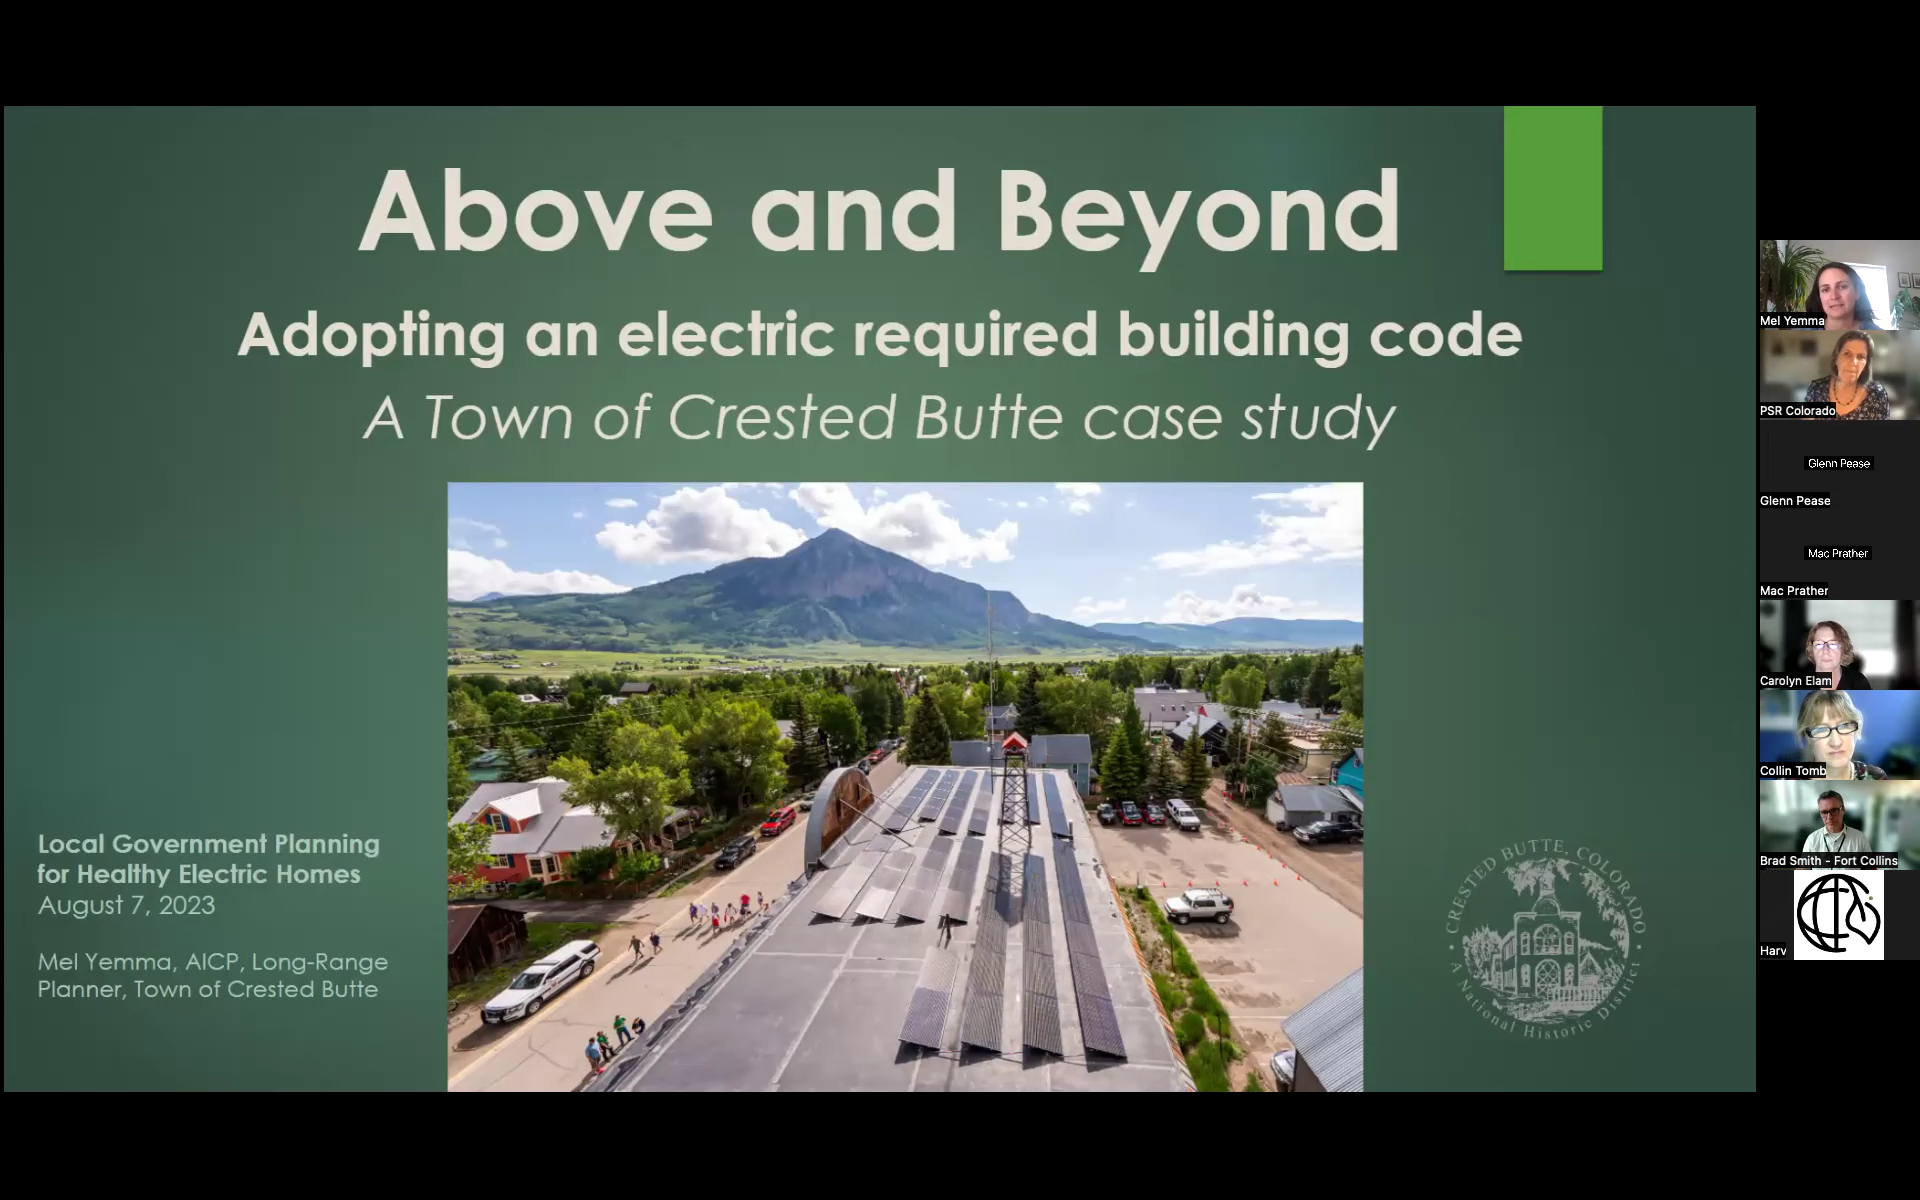 Above and Beyond
Adopting an electric required building code
A Town of Crested Butte case study
Local Government Planning
for Healthy Electric Homes
August 7, 2023
Mel Yemma, AICP, Long-Range
Planner, Town of Crested Butte
• CRESTED BUTTE, COLORADO •
A National Historic District
Mel Yemma
PSR Colorado
Glenn Pease
Glenn Pease
Mac Prather
Mac Prather
Carolyn Elam
Collin Tomb
Brad Smith - Fort Collins
Harv